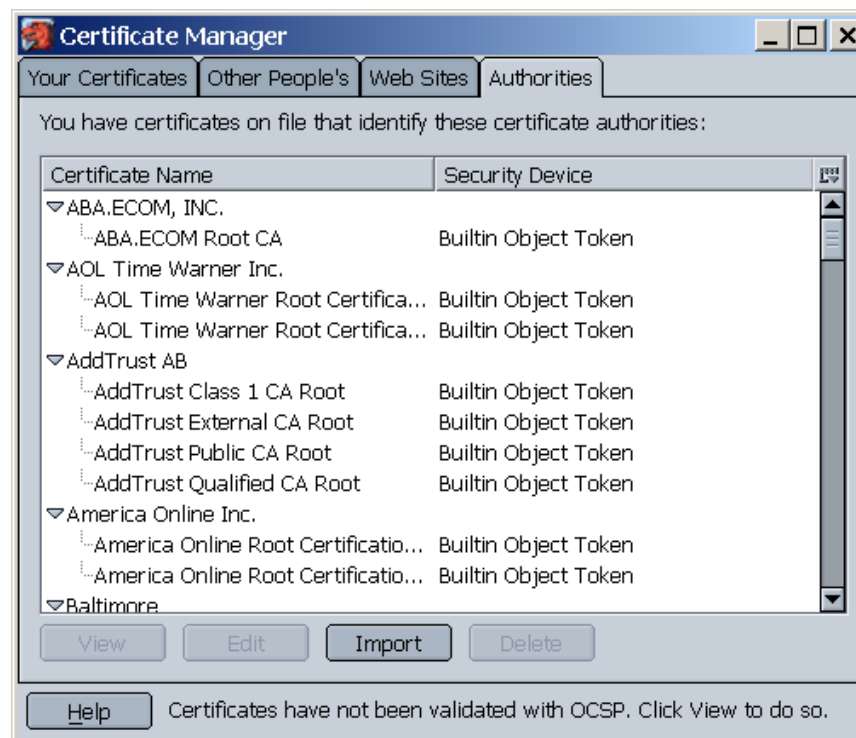 Certificate Manager
Your Certificates Other People's Web Sites Authorities
You have certificates on file that identify these certificate authorities:
Certificate Name Security Device
ABA.ECOM, INC.
ABA.ECOM Root CA Builtin Object Token
AOL Time Warner Inc.
AOL Time Warner Root Certifica... Builtin Object Token
AOL Time Warner Root Certifica... Builtin Object Token
AddTrust AB
AddTrust Class 1 CA Root Builtin Object Token
AddTrust External CA Root Builtin Object Token
AddTrust Public CA Root Builtin Object Token
AddTrust Qualified CA Root Builtin Object Token
America Online Inc.
America Online Root Certificatio... Builtin Object Token
America Online Root Certificatio... Builtin Object Token
Baltimore
View Edit Import Delete
Help Certificates have not been validated with OCSP. Click View to do so.